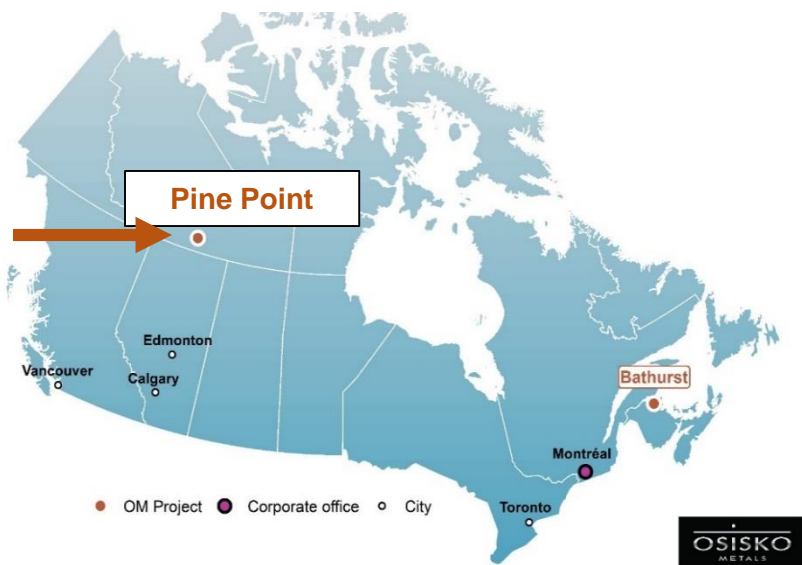 Pine Point
Edmonton
Vancouver
Calgary
Bathurst
Montréal
Toronto
OM Project
Corporate office
City
OSISKO
METALS